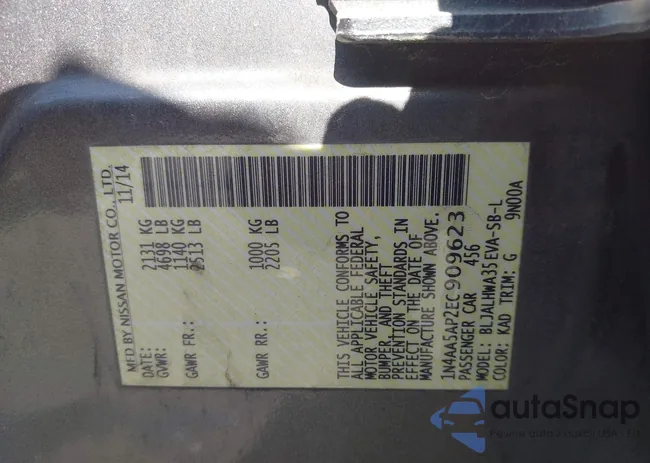 MFD BY NISSAN MOTOR CO., LTD.
DATE: 11/14
GVWR: 2131 KG
4698 LB
GAWR FR.: 1140 KG
2513 LB
GAWR RR.: 1000 KG
2205 LB
THIS VEHICLE CONFORMS TO
ALL APPLICABLE FEDERAL
MOTOR VEHICLE SAFETY,
BUMPER, AND THEFT
PREVENTION STANDARDS IN
EFFECT ON THE DATE OF
MANUFACTURE SHOWN ABOVE.
1N4AA5AP2EC909623
PASSENGER CAR 456
MODEL: BLJALHWA35EVA-SB-L
COLOR: KAD TRIM: G 9N00A
autoSnap